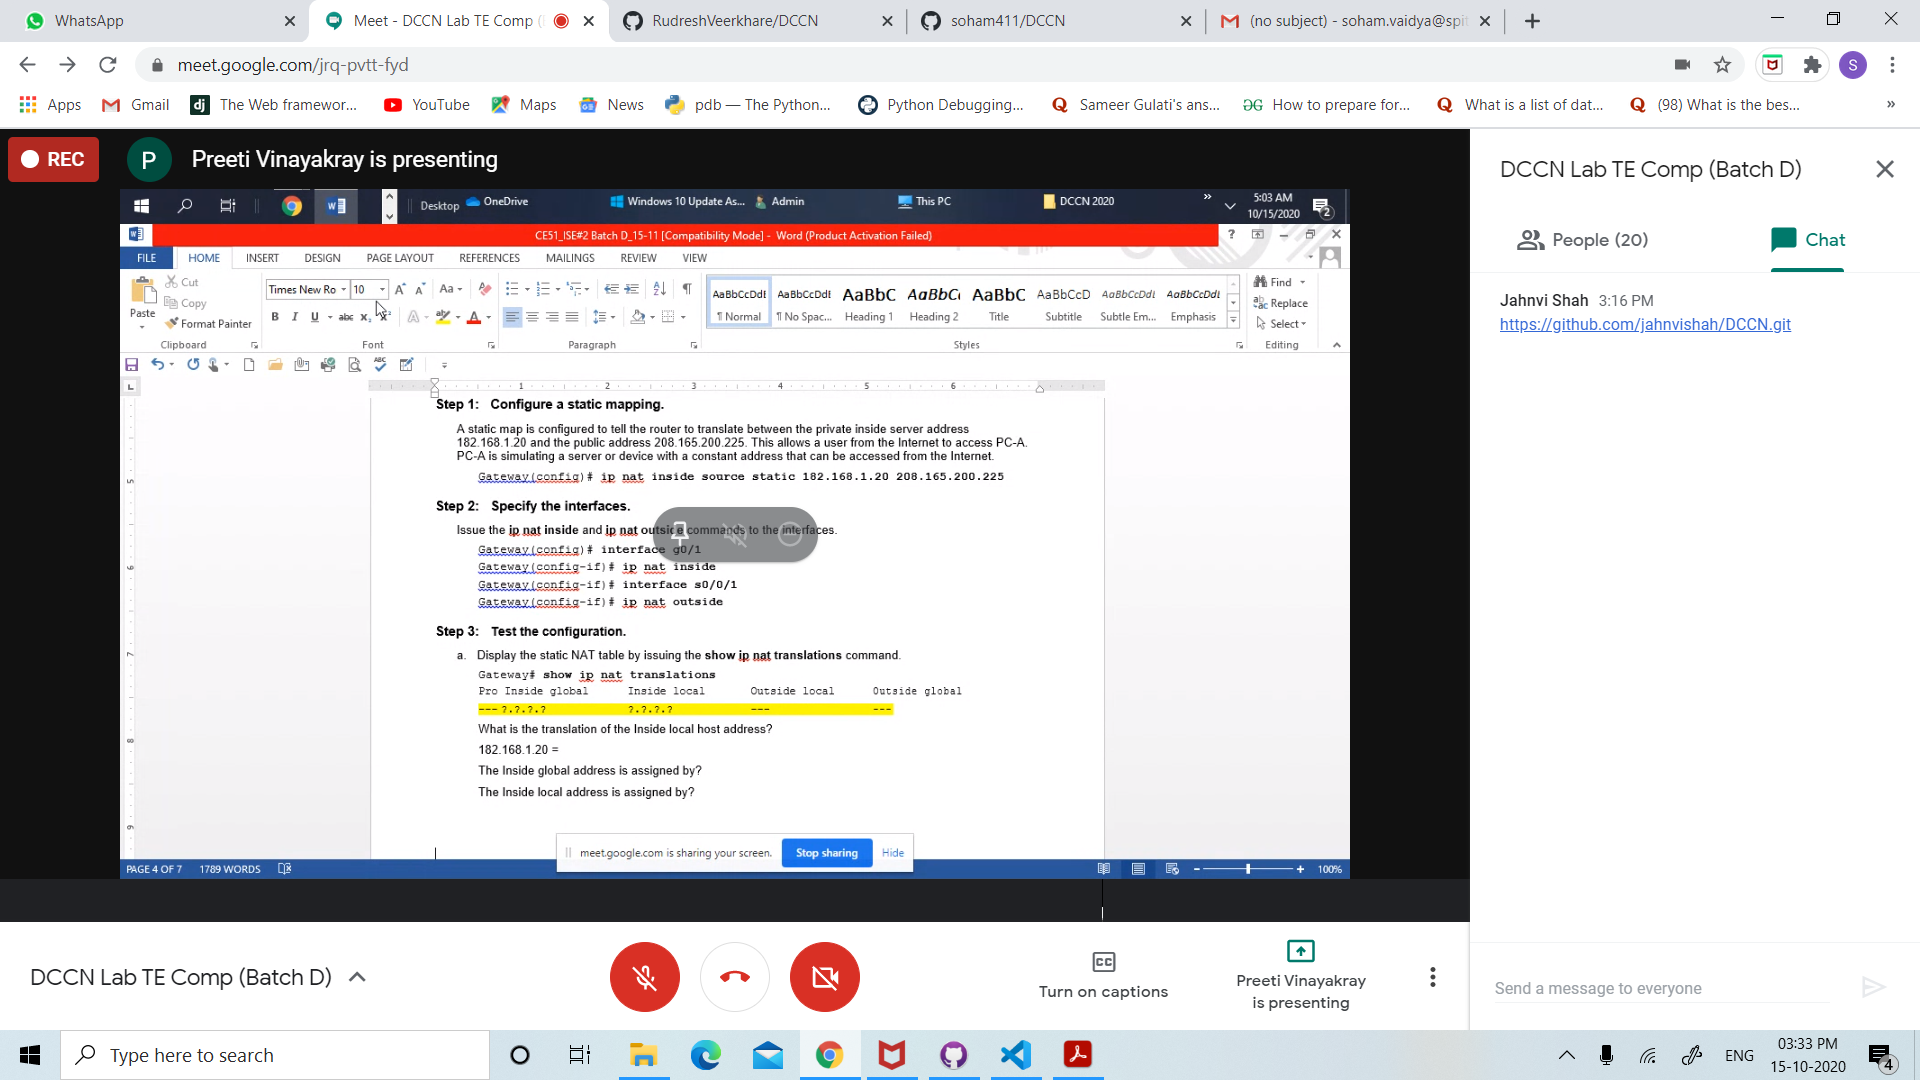 WhatsApp
Meet - DCCN Lab TE Comp (
RudreshVeerkhare/DCCN
soham411/DCCN
(no subject) - soham.vaidya@spit
meet.google.com/jrq-pvtt-fyd
S
Apps
Gmail
dj The Web framewor...
YouTube
Maps
News
pdb — The Python...
Python Debugging...
Sameer Gulati's ans...
How to prepare for...
What is a list of dat...
(98) What is the bes...
REC
P
Preeti Vinayakray is presenting
Desktop
OneDrive
Windows 10 Update As...
Admin
This PC
DCCN 2020
5:03 AM
10/15/2020
2
CE51_ISE#2 Batch D_15-11 [Compatibility Mode] - Word (Product Activation Failed)
FILE HOME INSERT DESIGN PAGE LAYOUT REFERENCES MAILINGS REVIEW VIEW
Paste
Cut
Copy
Format Painter
Clipboard
Times New Ro
10
Font
Paragraph
AaBbCcDdE
¶ Normal
AaBbCcDdE
¶ No Spac...
AaBbC
Heading 1
AaBbCc
Heading 2
AaBbC
Title
AaBbCcD
Subtitle
AaBbCcDdL
Subtle Em...
AaBbCcDdL
Emphasis
Styles
Find
Replace
Select
Editing
Step 1: Configure a static mapping.
A static map is configured to tell the router to translate between the private inside server address
182.168.1.20 and the public address 208.165.200.225. This allows a user from the Internet to access PC-A.
PC-A is simulating a server or device with a constant address that can be accessed from the Internet.
Gateway(config)# ip nat inside source static 182.168.1.20 208.165.200.225
Step 2: Specify the interfaces.
Issue the ip nat inside and ip nat outside commands to the interfaces.
Gateway(config)# interface g0/1
Gateway(config-if)# ip nat inside
Gateway(config-if)# interface s0/0/1
Gateway(config-if)# ip nat outside
Step 3: Test the configuration.
a. Display the static NAT table by issuing the show ip nat translations command.
Gateway# show ip nat translations
Pro Inside global Inside local Outside local Outside global
--- ?.?.?.? ?.?.?.? --- ---
What is the translation of the Inside local host address?
182.168.1.20 =
The Inside global address is assigned by?
The Inside local address is assigned by?
meet.google.com is sharing your screen.
Stop sharing
Hide
PAGE 4 OF 7
1789 WORDS
100%
DCCN Lab TE Comp (Batch D)
People (20)
Chat
Jahnvi Shah 3:16 PM
https://github.com/jahnvishah/DCCN.git
Send a message to everyone
DCCN Lab TE Comp (Batch D)
Turn on captions
Preeti Vinayakray
is presenting
Type here to search
ENG
03:33 PM
15-10-2020
4